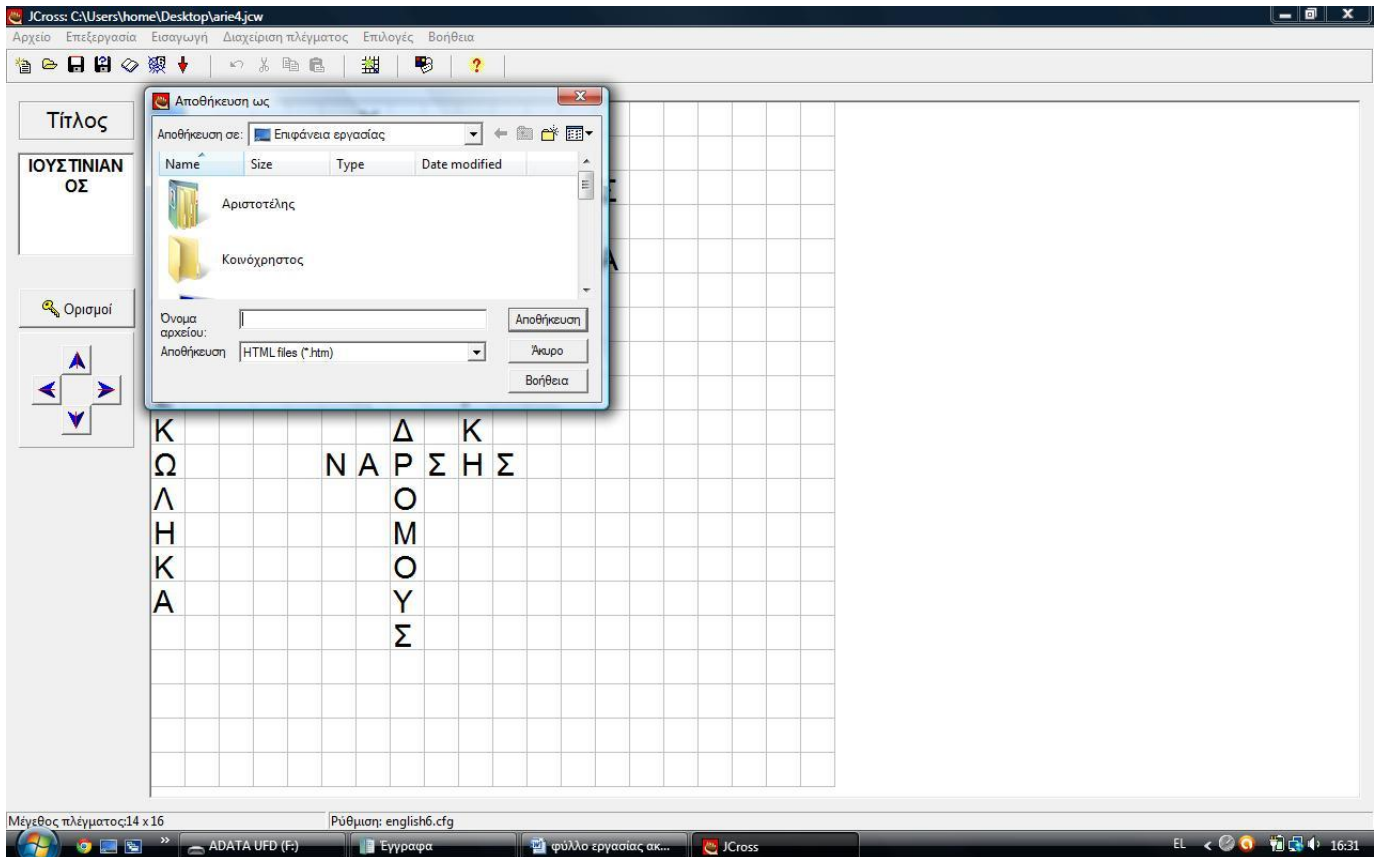 JCross: C:\Users\home\Desktop\arie4.jcw
Αρχείο Επεξεργασία Εισαγωγή Διαχείριση πλέγματος Επιλογές Βοήθεια
Τίτλος
ΙΟΥΣΤΙΝΙΑΝ
ΟΣ
Ορισμοί
Αποθήκευση ως
Αποθήκευση σε: Επιφάνεια εργασίας
Name Size Type Date modified
Αριστοτέλης
Κοινόχρηστος
Όνομα
αρχείου:
Αποθήκευση
Αποθήκευση HTML files (*.htm)
Άκυρο
Βοήθεια
Κ Δ Κ
Ω Ν Α Ρ Σ Η Σ
Λ Ο
Η Μ
Κ Ο
Α Υ
Σ
Μέγεθος πλέγματος:14 x 16 Ρύθμιση: english6.cfg
ADATA UFD (F:) Έγγραφα φύλλο εργασίας ακ... JCross EL 16:31